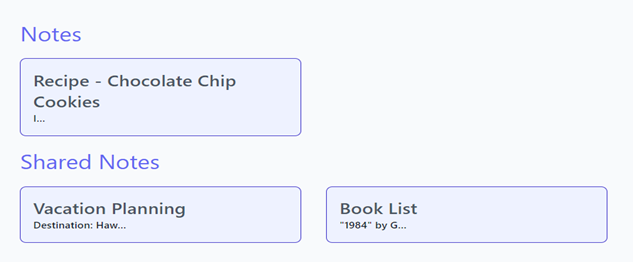 Notes
Recipe - Chocolate Chip
Cookies
I...
Shared Notes
Vacation Planning
Destination: Haw...
Book List
"1984" by G...